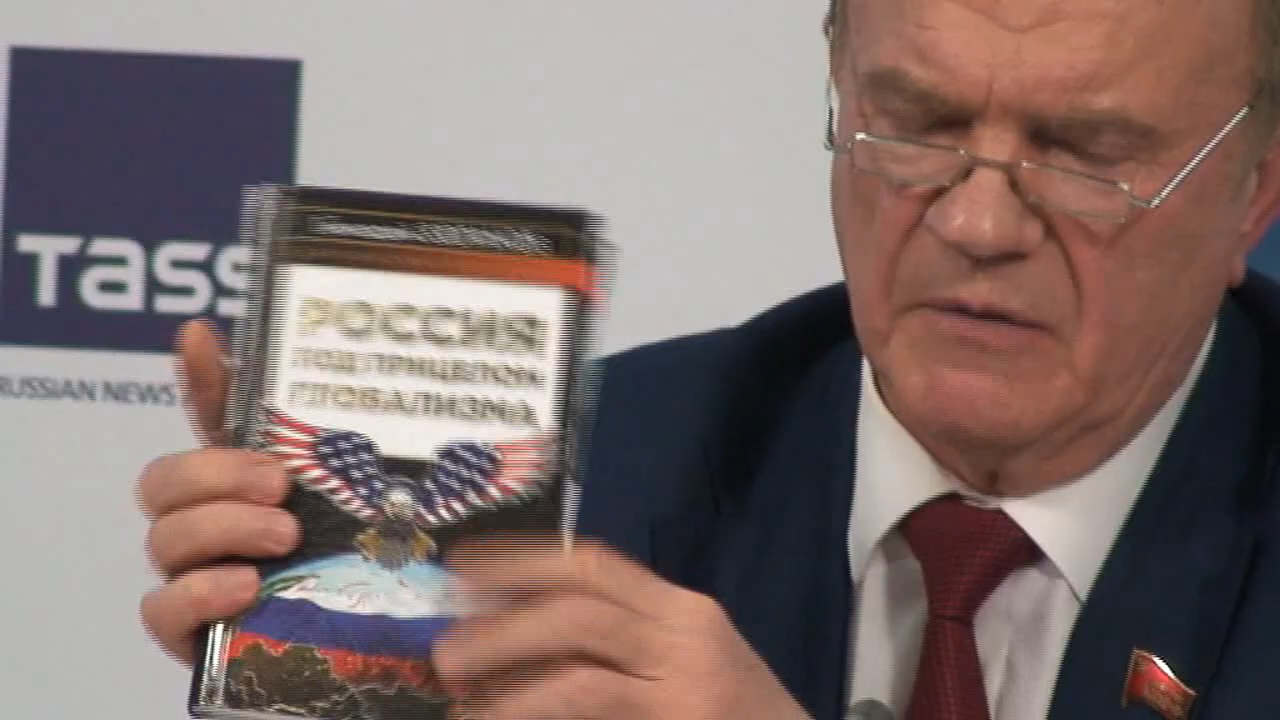 TASS
RUSSIAN NEWS
РОССИЯ
ПОД ПРИЦЕЛОМ
ГЛОБАЛИЗМА